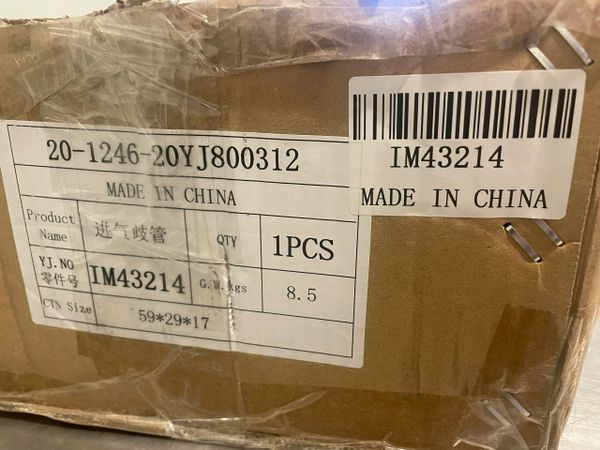 20-1246-20YJ800312
MADE IN CHINA
Product Name 进气歧管 QTY 1PCS
YJ.NO 零件号 IM43214 G.W.kgs 8.5
CTN Size 59*29*17
IM43214
MADE IN CHINA